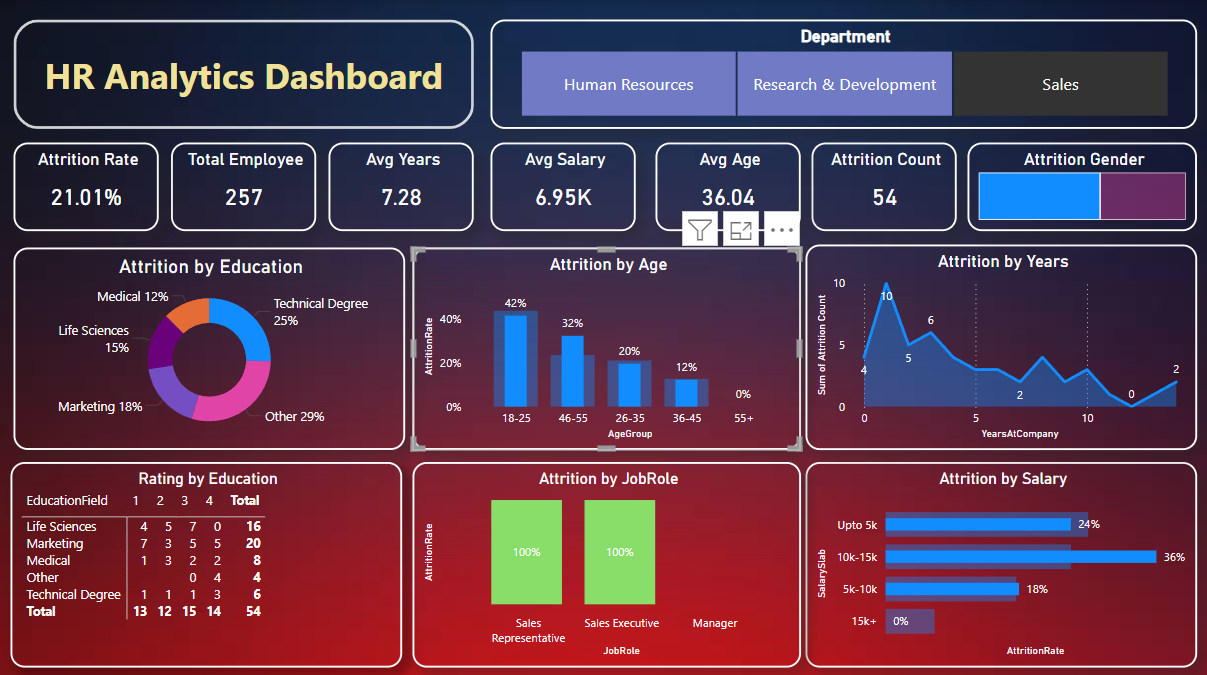 HR Analytics Dashboard
Department
Human Resources
Research & Development
Sales
Attrition Rate
21.01%
Total Employee
257
Avg Years
7.28
Avg Salary
6.95K
Avg Age
36.04
Attrition Count
54
Attrition Gender
Attrition by Education
Medical 12%
Technical Degree
25%
Life Sciences
15%
Marketing 18%
Other 29%
Attrition by Age
AttritionRate
40%
20%
0%
42%
32%
20%
12%
0%
18-25
46-55
26-35
36-45
55+
AgeGroup
Attrition by Years
Sum of Attrition Count
10
5
0
4
10
5
6
2
0
2
0
5
10
YearsAtCompany
Rating by Education
EducationField 1 2 3 4 Total
Life Sciences 4 5 7 0 16
Marketing 7 3 5 5 20
Medical 1 3 2 2 8
Other 0 4 4
Technical Degree 1 1 1 3 6
Total 13 12 15 14 54
Attrition by JobRole
AttritionRate
100%
100%
Sales
Representative
Sales Executive
Manager
JobRole
Attrition by Salary
SalarySlab
Upto 5k
24%
10k-15k
36%
5k-10k
18%
15k+
0%
AttritionRate